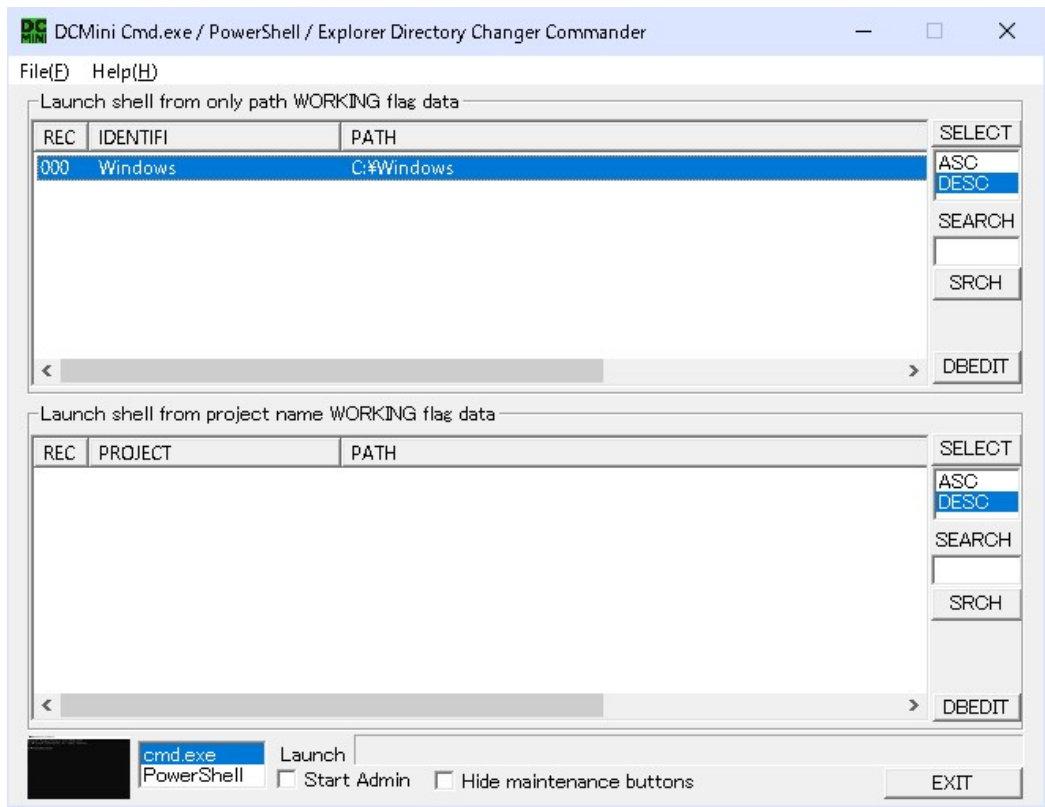 DC MINI DCMini Cmd.exe / PowerShell / Explorer Directory Changer Commander
File(F) Help(H)
Launch shell from only path WORKING flag data
REC IDENTIFI PATH SELECT
000 Windows C:¥Windows ASC
DESC
SEARCH
SRCH
DBEDIT
Launch shell from project name WORKING flag data
REC PROJECT PATH SELECT
ASC
DESC
SEARCH
SRCH
DBEDIT
cmd.exe Launch
PowerShell Start Admin Hide maintenance buttons EXIT